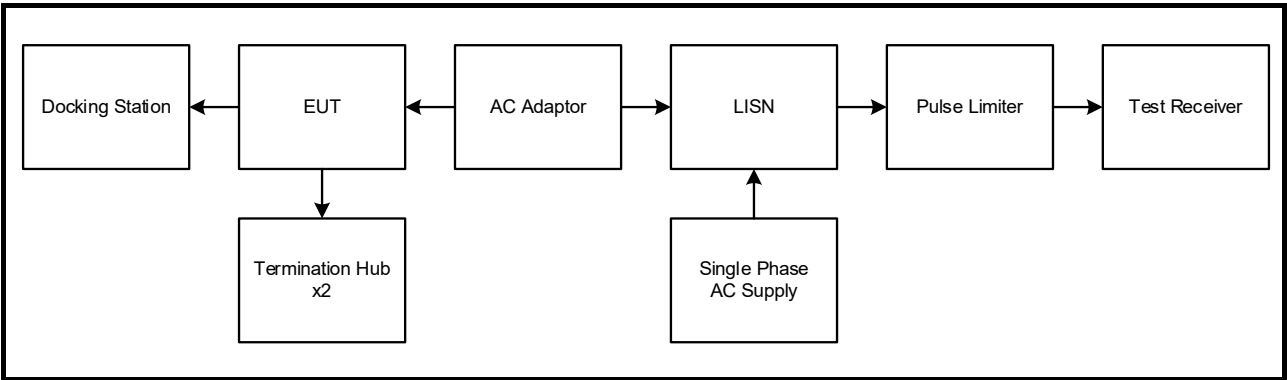 Docking Station
EUT
AC Adaptor
LISN
Pulse Limiter
Test Receiver
Termination Hub
x2
Single Phase
AC Supply